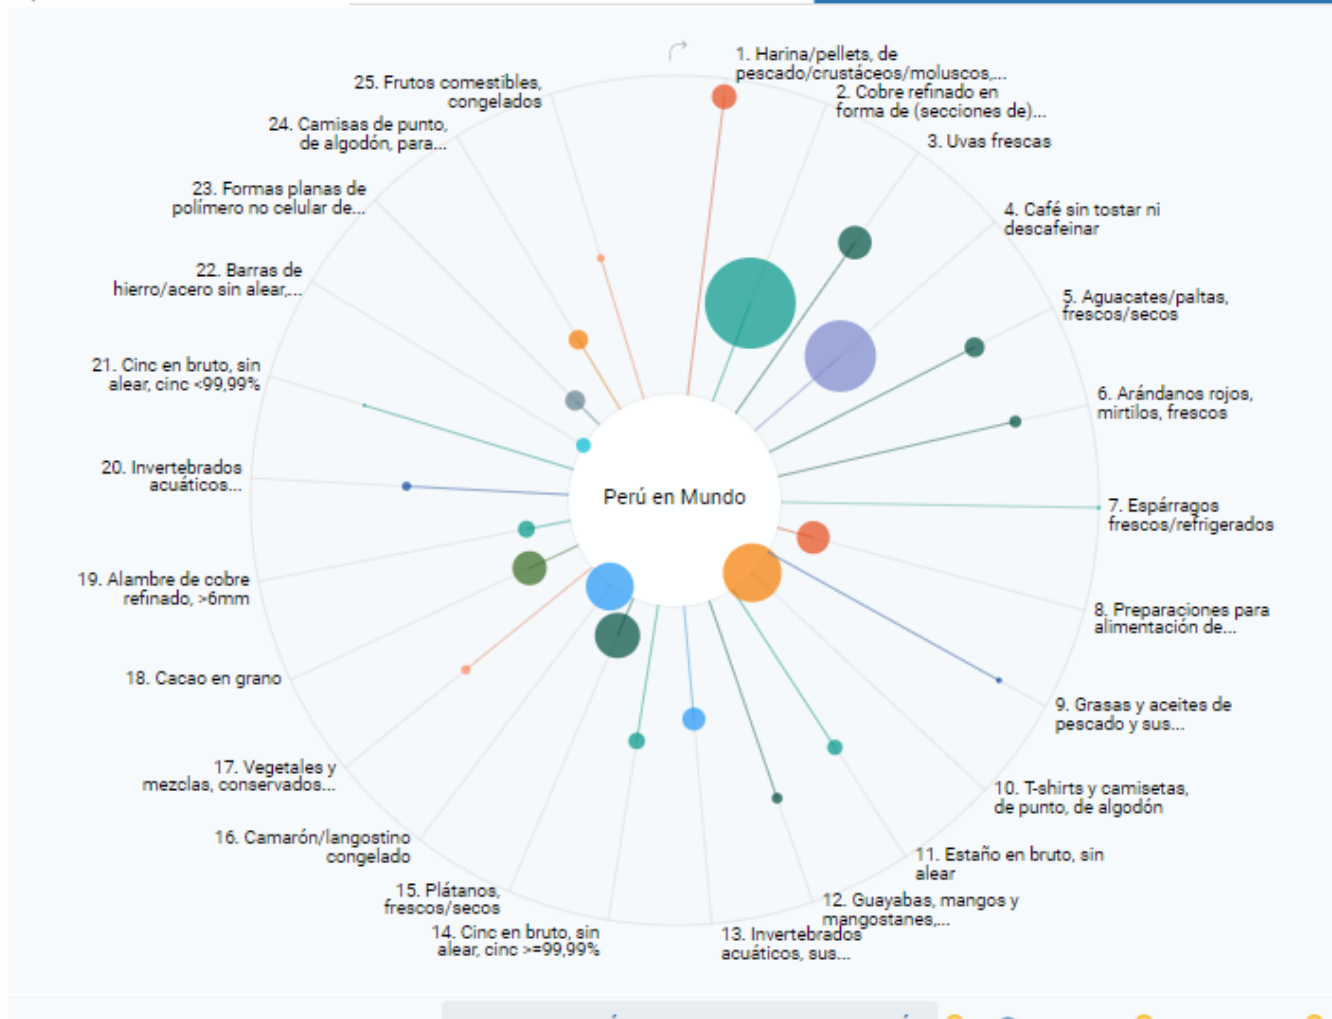 1. Harina/pellets, de
pescado/crustáceos/moluscos,...
2. Cobre refinado en
forma de (secciones de)...
3. Uvas frescas
4. Café sin tostar ni
descafeinar
5. Aguacates/paltas,
frescos/secos
6. Arándanos rojos,
mirtilos, frescos
7. Espárragos
frescos/refrigerados
8. Preparaciones para
alimentación de...
9. Grasas y aceites de
pescado y sus...
10. T-shirts y camisetas,
de punto, de algodón
11. Estaño en bruto, sin
alear
12. Guayabas, mangos y
mangostanes,...
13. Invertebrados
acuáticos, sus...
14. Cinc en bruto, sin
alear, cinc >=99,99%
15. Plátanos,
frescos/secos
16. Camarón/langostino
congelado
17. Vegetales y
mezclas, conservados...
18. Cacao en grano
19. Alambre de cobre
refinado, >6mm
20. Invertebrados
acuáticos...
21. Cinc en bruto, sin
alear, cinc <99,99%
22. Barras de
hierro/acero sin alear,...
23. Formas planas de
polímero no celular de...
24. Camisas de punto,
de algodón, para...
25. Frutos comestibles,
congelados
Perú en Mundo